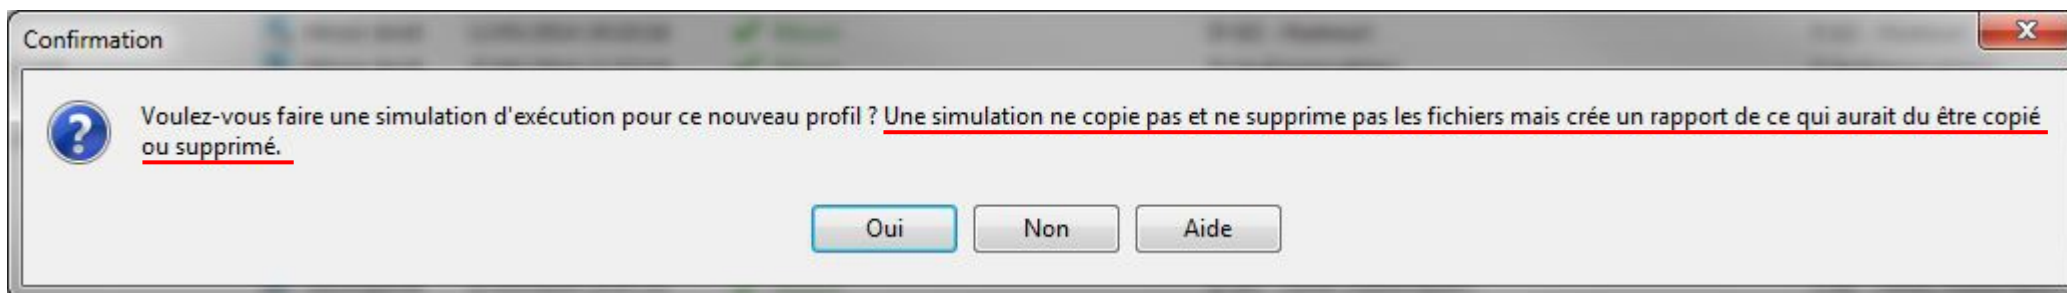 Confirmation
Voulez-vous faire une simulation d'exécution pour ce nouveau profil ? Une simulation ne copie pas et ne supprime pas les fichiers mais crée un rapport de ce qui aurait du être copié
ou supprimé.
Oui Non Aide